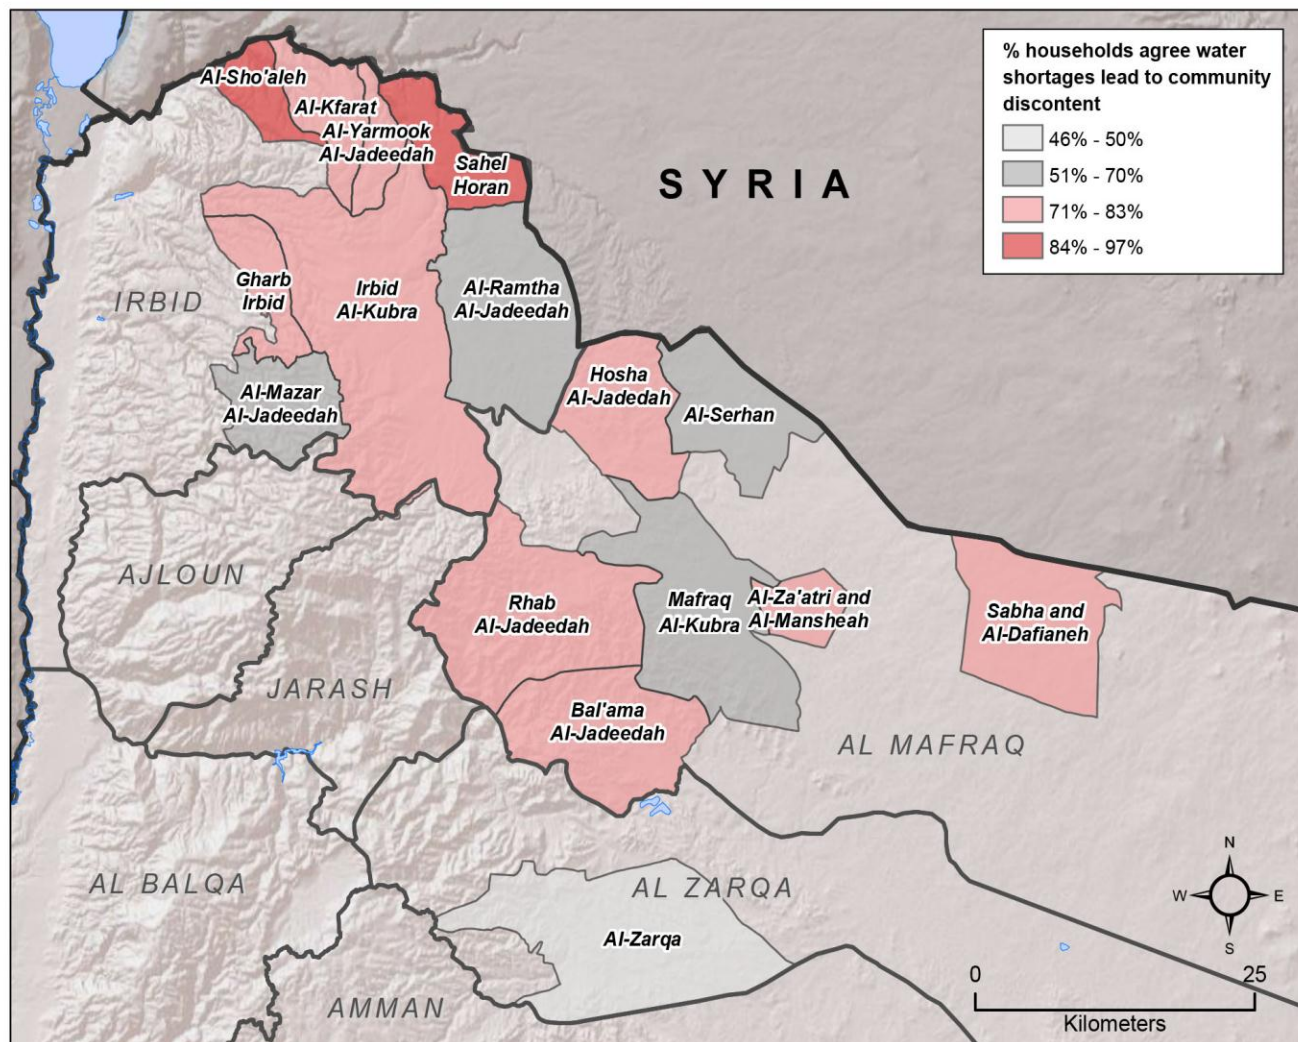 % households agree water
shortages lead to community
discontent
46% - 50%
51% - 70%
71% - 83%
84% - 97%
SYRIA
Al-Sho'aleh
Al-Kfarat
Al-Yarmook
Al-Jadeedah
Sahel
Horan
Gharb
Irbid
IRBID
Irbid
Al-Kubra
Al-Ramtha
Al-Jadeedah
Hosha
Al-Jadedah
Al-Serhan
Al-Mazar
Al-Jadeedah
AJLOUN
Rhab
Al-Jadeedah
Mafraq
Al-Kubra
Al-Za'atri and
Al-Mansheah
Sabha and
Al-Dafianeh
JARASH
Bal'ama
Al-Jadeedah
AL MAFRAQ
AL BALQA
AL ZARQA
Al-Zarqa
AMMAN
N
W
E
S
0
25
Kilometers